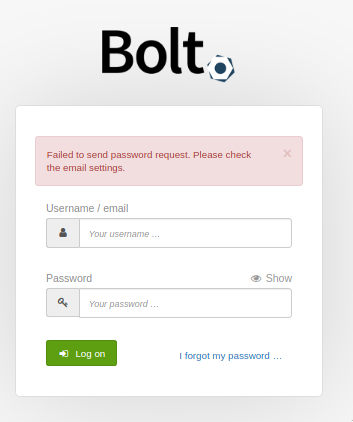 Bolt
Failed to send password request. Please check
the email settings.
×
Username / email
Your username …
Password
Show
Your password …
Log on
I forgot my password …